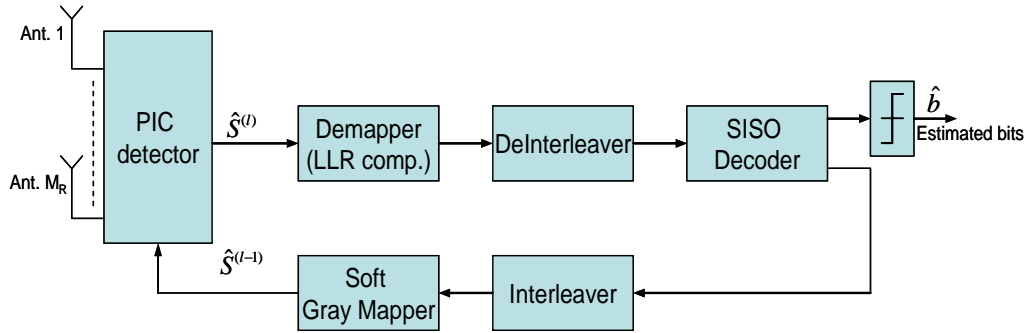 Ant. 1
Ant. M_R
PIC
detector
Ŝ^(l)
Demapper
(LLR comp.)
DeInterleaver
SISO
Decoder
b̂
Estimated bits
Ŝ^(l–1)
Soft
Gray Mapper
Interleaver